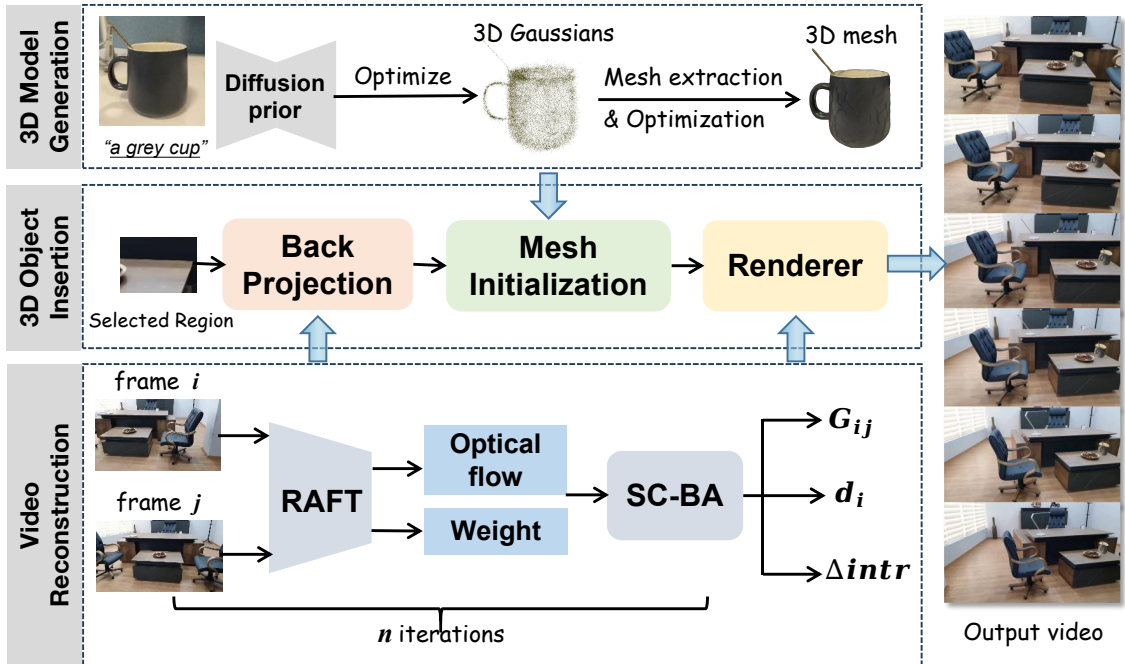 3D Model
Generation
"a grey cup"
Diffusion
prior
Optimize
3D Gaussians
Mesh extraction
& Optimization
3D mesh
3D Object
Insertion
Selected Region
Back
Projection
Mesh
Initialization
Renderer
Video
Reconstruction
frame i
frame j
RAFT
Optical
flow
Weight
SC-BA
G_{ij}
d_i
Δintr
n iterations
Output video